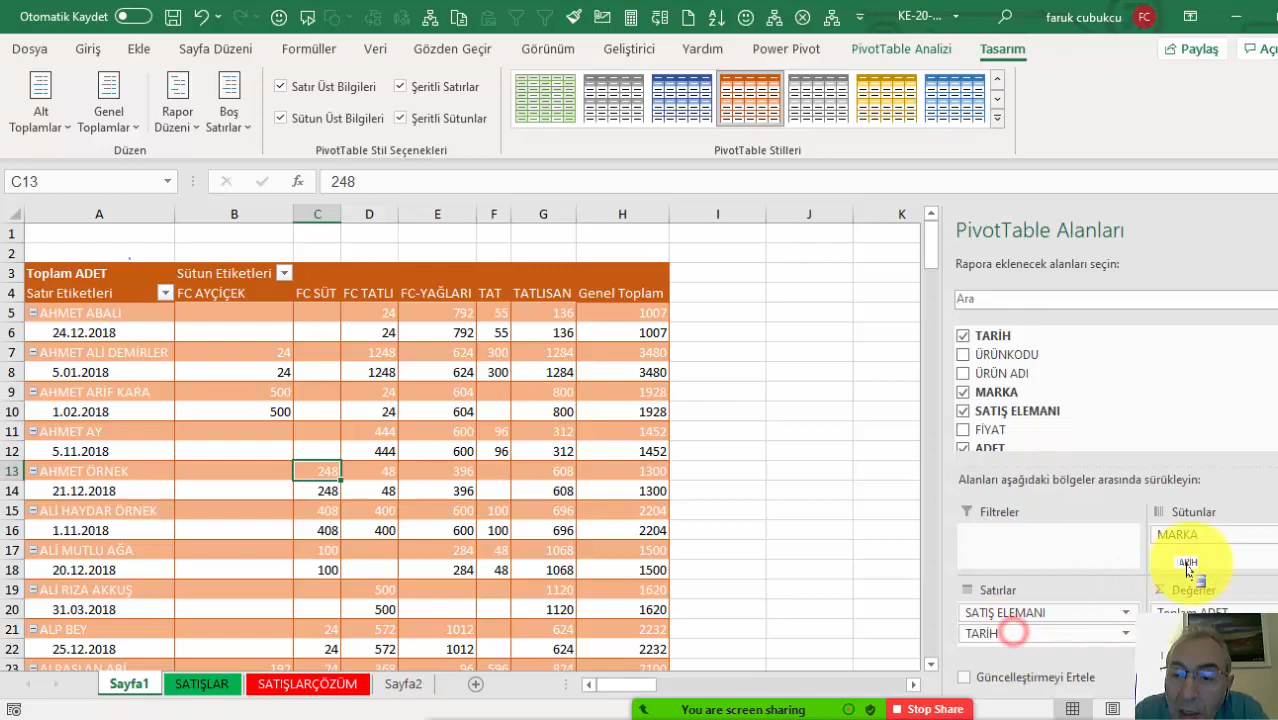 Otomatik Kaydet
KE-20-...
faruk cubukcu
FC
Dosya Giriş Ekle Sayfa Düzeni Formüller Veri Gözden Geçir Görünüm Geliştirici Yardım Power Pivot PivotTable Analizi Tasarım Paylaş Açı
Alt Toplamlar
Genel Toplamlar
Rapor Düzeni
Boş Satırlar
Düzen
Satır Üst Bilgileri Şeritli Satırlar
Sütun Üst Bilgileri Şeritli Sütunlar
PivotTable Stil Seçenekleri
PivotTable Stilleri
C13 fx 248
A B C D E F G H I J K
1
2
3 Toplam ADET Sütun Etiketleri
4 Satır Etiketleri FC AYÇİÇEK FC SÜT FC TATLI FC-YAĞLARI TAT TATLISAN Genel Toplam
5 AHMET ABALI 24 792 55 136 1007
6 24.12.2018 24 792 55 136 1007
7 AHMET ALİ DEMİRLER 24 1248 624 300 1284 3480
8 5.01.2018 24 1248 624 300 1284 3480
9 AHMET ARİF KARA 500 24 604 800 1928
10 1.02.2018 500 24 604 800 1928
11 AHMET AY 444 600 96 312 1452
12 5.11.2018 444 600 96 312 1452
13 AHMET ÖRNEK 248 48 396 608 1300
14 21.12.2018 248 48 396 608 1300
15 ALİ HAYDAR ÖRNEK 408 400 600 100 696 2204
16 1.11.2018 408 400 600 100 696 2204
17 ALİ MUTLU AĞA 100 284 48 1068 1500
18 20.12.2018 100 284 48 1068 1500
19 ALİ RIZA AKKUŞ 500 1120 1620
20 31.03.2018 500 1120 1620
21 ALP BEY 24 572 1012 624 2232
22 25.12.2018 24 572 1012 624 2232
23 ALPASLAN ABİ 192 24 368 96 596 824 2100
PivotTable Alanları
Rapor eklenecek alanları seçin:
Ara
TARİH
ÜRÜNKODU
ÜRÜN ADI
MARKA
SATIŞ ELEMANI
FİYAT
ADET
Alanları aşağıdaki bölgeler arasında sürükleyin:
Filtreler Sütunlar
MARKA
Satırlar Σ Değerler
SATIŞ ELEMANI Toplam ADET
TARİH
Güncelleştirmeyi Ertele
Sayfa1 SATIŞLAR SATIŞLARÇÖZÜM Sayfa2
You are screen sharing Stop Share